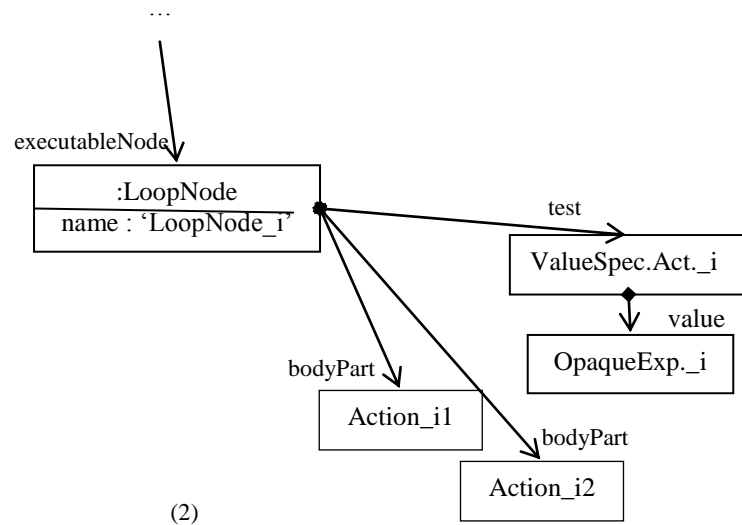 …
executableNode
:LoopNode
name : ‘LoopNode_i’
test
ValueSpec.Act._i
value
OpaqueExp._i
bodyPart
Action_i1
bodyPart
Action_i2
(2)